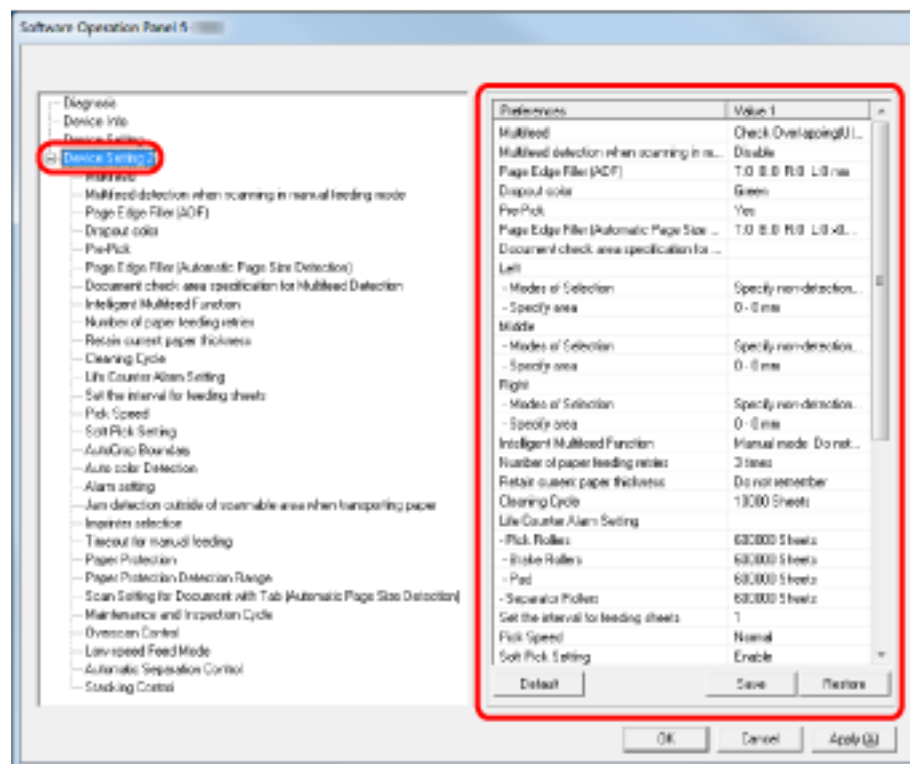 Software Operation Panel
Diagnosis
Device Info
Device Setting
Device Setting 2
Multifeed
Multifeed detection when scanning in manual feeding mode
Page Edge Filler (ADF)
Dropout color
Pre-Pick
Page Edge Filler (Automatic Page Size Detection)
Document check area specification for Multifeed Detection
Intelligent Multifeed Function
Number of paper feeding retries
Retain current paper thickness
Cleaning Cycle
Life Counter Alarm Setting
Set the interval for feeding sheets
Pick Speed
Soft Pick Setting
AutoCrop Boundary
Auto color Detection
Alarm setting
Jam detection outside of scannable area when transporting paper
Imprinter selection
Timeout for manual feeding
Paper Protection
Paper Protection Detection Range
Scan Setting for Document with Tab (Automatic Page Size Detection)
Maintenance and Inspection Cycle
Overscan Control
Low-speed Feed Mode
Automatic Separation Control
Stacking Control
Preferences Value 1
Multifeed Check Overlapping(Ul...
Multifeed detection when scanning in m... Disable
Page Edge Filler (ADF) T:0 B:0 R:0 L:0 mm
Dropout color Green
Pre-Pick Yes
Page Edge Filler (Automatic Page Size ... T:0 B:0 R:0 L:0 x0...
Document check area specification for ...
Left
- Modes of Selection Specify non-detection...
- Specify area 0 - 0 mm
Middle
- Modes of Selection Specify non-detection...
- Specify area 0 - 0 mm
Right
- Modes of Selection Specify non-detection...
- Specify area 0 - 0 mm
Intelligent Multifeed Function Manual mode: Do not...
Number of paper feeding retries 3 times
Retain current paper thickness Do not remember
Cleaning Cycle 10000 Sheets
Life Counter Alarm Setting
- Pick Rollers 600000 Sheets
- Brake Rollers 600000 Sheets
- Pad 600000 Sheets
- Separator Rollers 600000 Sheets
Set the interval for feeding sheets 1
Pick Speed Normal
Soft Pick Setting Enable
Default Save Restore
OK Cancel Apply (A)